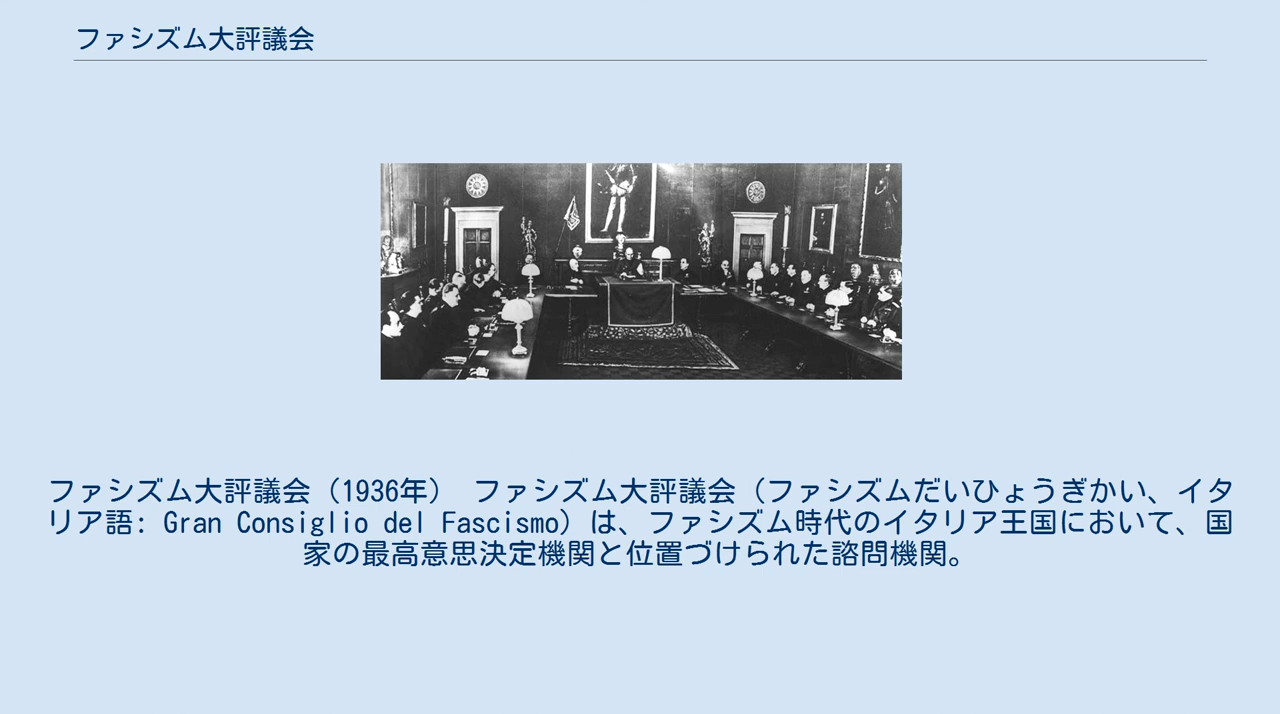 ファシズム大評議会
ファシズム大評議会（1936年） ファシズム大評議会（ファシズムだいひょうぎかい、イタ
リア語: Gran Consiglio del Fascismo）は、ファシズム時代のイタリア王国において、国
家の最高意思決定機関と位置づけられた諮問機関。